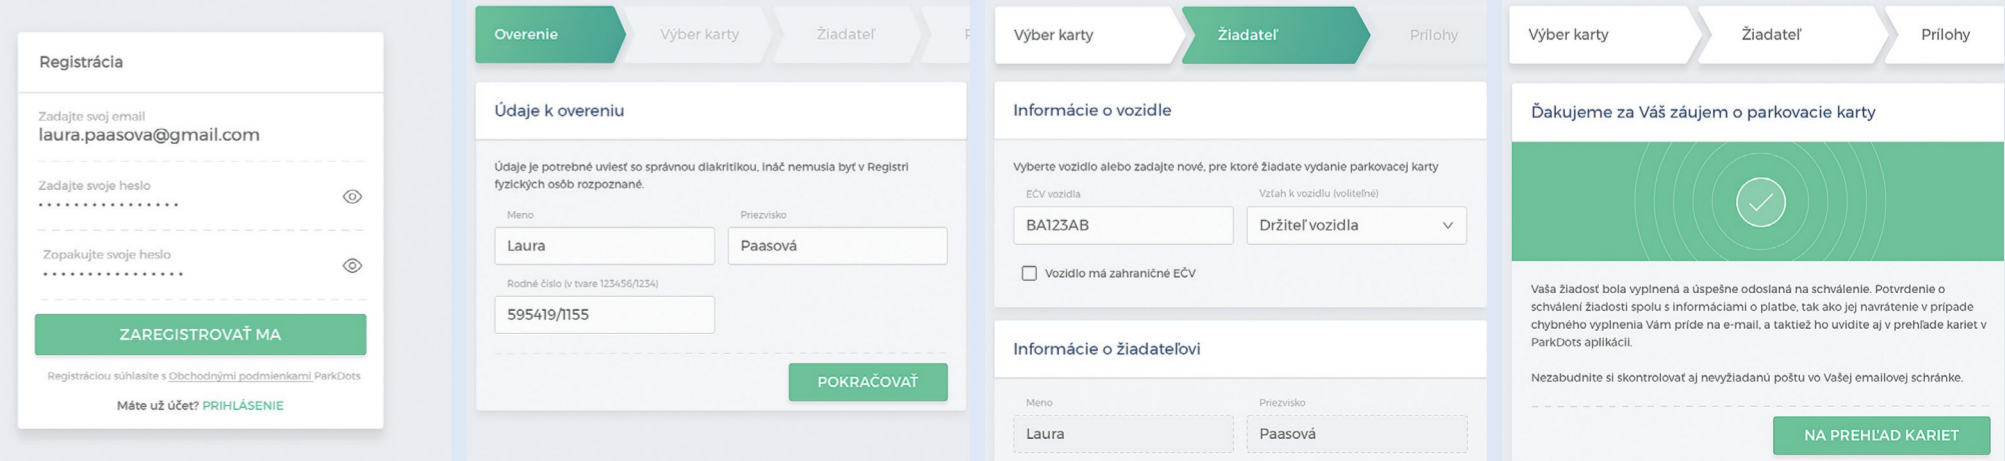 Registrácia
Zadajte svoj email
laura.paasova@gmail.com
Zadajte svoje heslo
••••••••••••••••
Zopakujte svoje heslo
••••••••••••••••
ZAREGISTROVAŤ MA
Registráciou súhlasíte s Obchodnými podmienkami ParkDots
Máte už účet? PRIHLÁSENIE
Overenie
Výber karty
Žiadateľ
Údaje k overeniu
Údaje je potrebné uviesť so správnou diakritikou, ináč nemusia byť v Registri
fyzických osôb rozpoznané.
Meno Priezvisko
Laura Paasová
Rodné číslo (v tvare 123456/1234)
595419/1155
POKRAČOVAŤ
Výber karty
Žiadateľ
Prílohy
Informácie o vozidle
Vyberte vozidlo alebo zadajte nové, pre ktoré žiadate vydanie parkovacej karty
EČV vozidla Vzťah k vozidlu (voliteľné)
BA123AB Držiteľ vozidla
Vozidlo má zahraničné EČV
Informácie o žiadateľovi
Meno Priezvisko
Laura Paasová
Výber karty
Žiadateľ
Prílohy
Ďakujeme za Váš záujem o parkovacie karty
Vaša žiadosť bola vyplnená a úspešne odoslaná na schválenie. Potvrdenie o
schválení žiadosti spolu s informáciami o platbe, tak ako jej navrátenie v prípade
chybného vyplnenia Vám príde na e-mail, a taktiež ho uvidite aj v prehľade kariet v
ParkDots aplikácii.
Nezabudnite si skontrolovať aj nevyžiadanú poštu vo Vašej emailovej schránke.
NA PREHĽAD KARIET